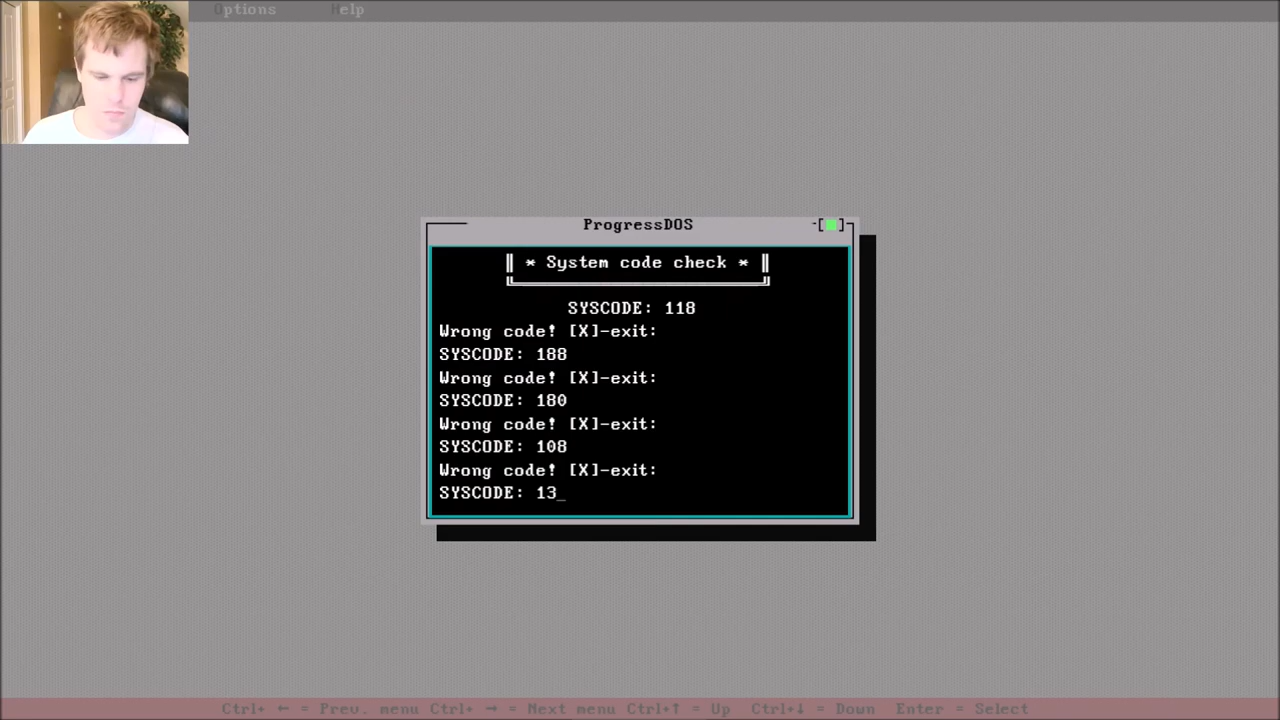 Options Help
ProgressDOS
* System code check *
SYSCODE: 118
Wrong code! [X]-exit:
SYSCODE: 188
Wrong code! [X]-exit:
SYSCODE: 180
Wrong code! [X]-exit:
SYSCODE: 108
Wrong code! [X]-exit:
SYSCODE: 13_
Ctrl+ ← = Prev. menu Ctrl+ → = Next menu Ctrl+↑ = Up Ctrl+↓ = Down Enter = Select